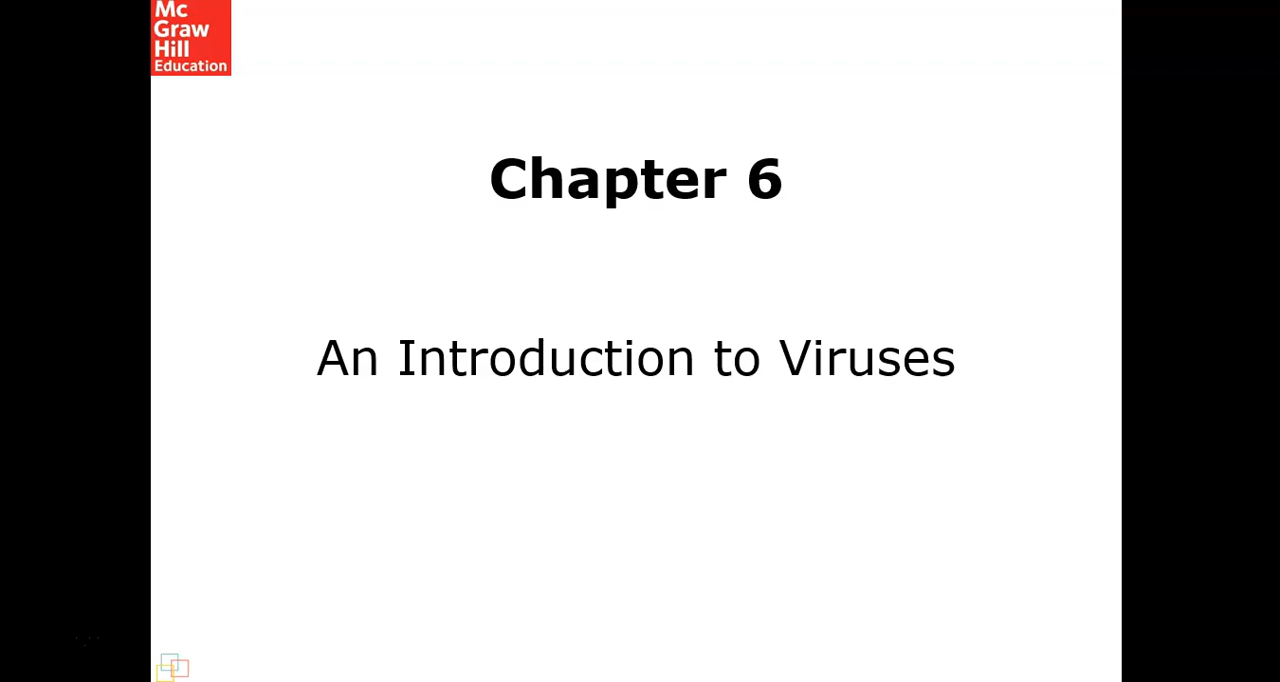 Mc
Graw
Hill
Education
Chapter 6
An Introduction to Viruses